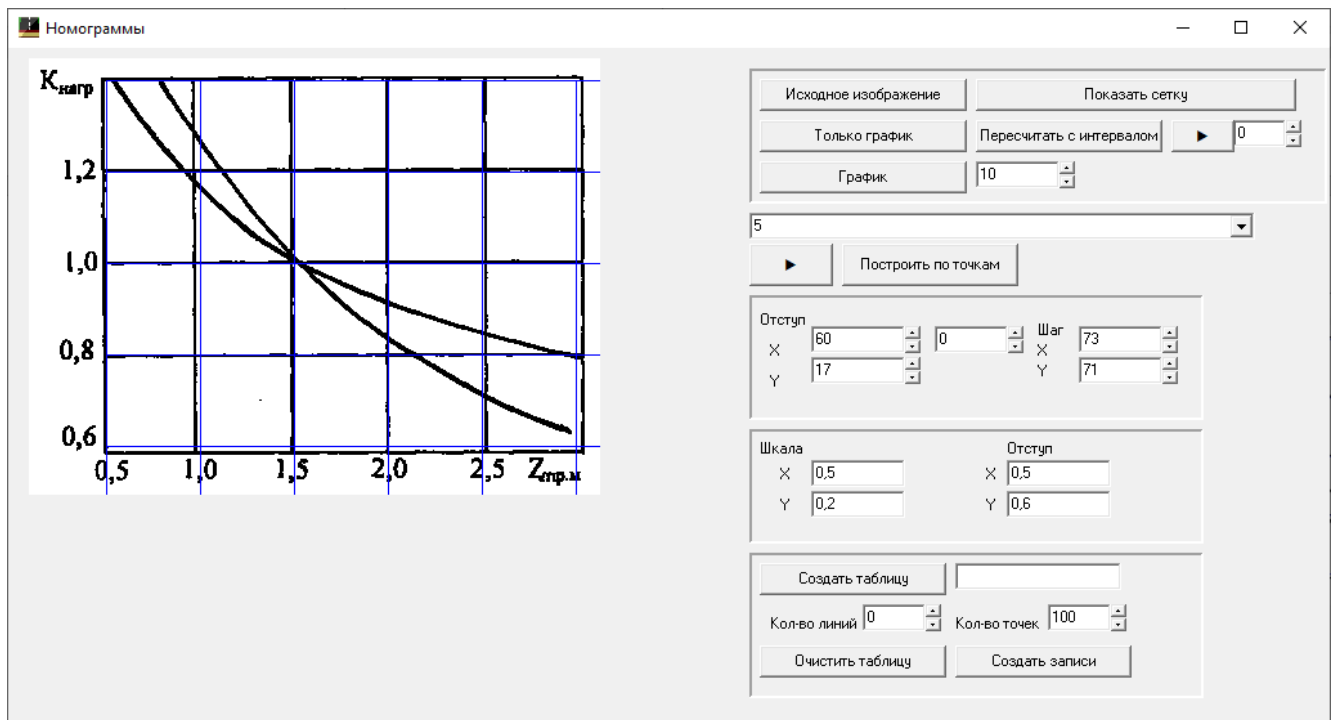 Номограммы
Кнагр
1,2
1,0
0,8
0,6
0,5 1,0 1,5 2,0 2,5 Zтр.м
Исходное изображение Показать сетку
Только график Пересчитать с интервалом 0
График 10
5
Построить по точкам
Отступ Шаг
X 60 0 X 73
Y 17 Y 71
Шкала Отступ
X 0,5 X 0,5
Y 0,2 Y 0,6
Создать таблицу
Кол-во линий 0 Кол-во точек 100
Очистить таблицу Создать записи